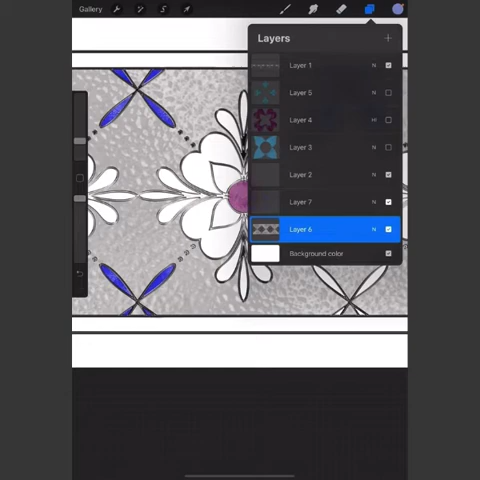 Gallery
Layers
Layer 1 N
Layer 5 N
Layer 4
Layer 3 N
Layer 2 N
Layer 7 N
Layer 6 N
Background color